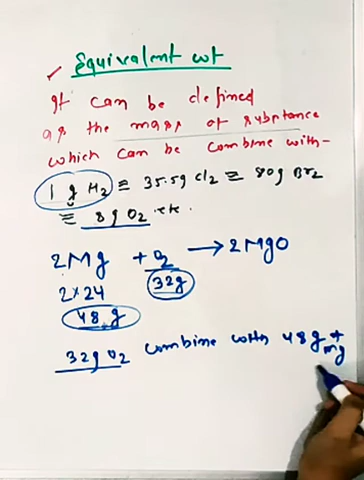 ✓ Equivalent wt
It can be defined
as the mass of subptance
which can be combine with-
1 g H₂ ≡ 35.5g Cl₂ ≡ 80g Br₂
≡ 8g O₂ etc.
2Mg + O₂ → 2MgO
2×24 32g
48 g
32g O₂ combine with 48g of
mg